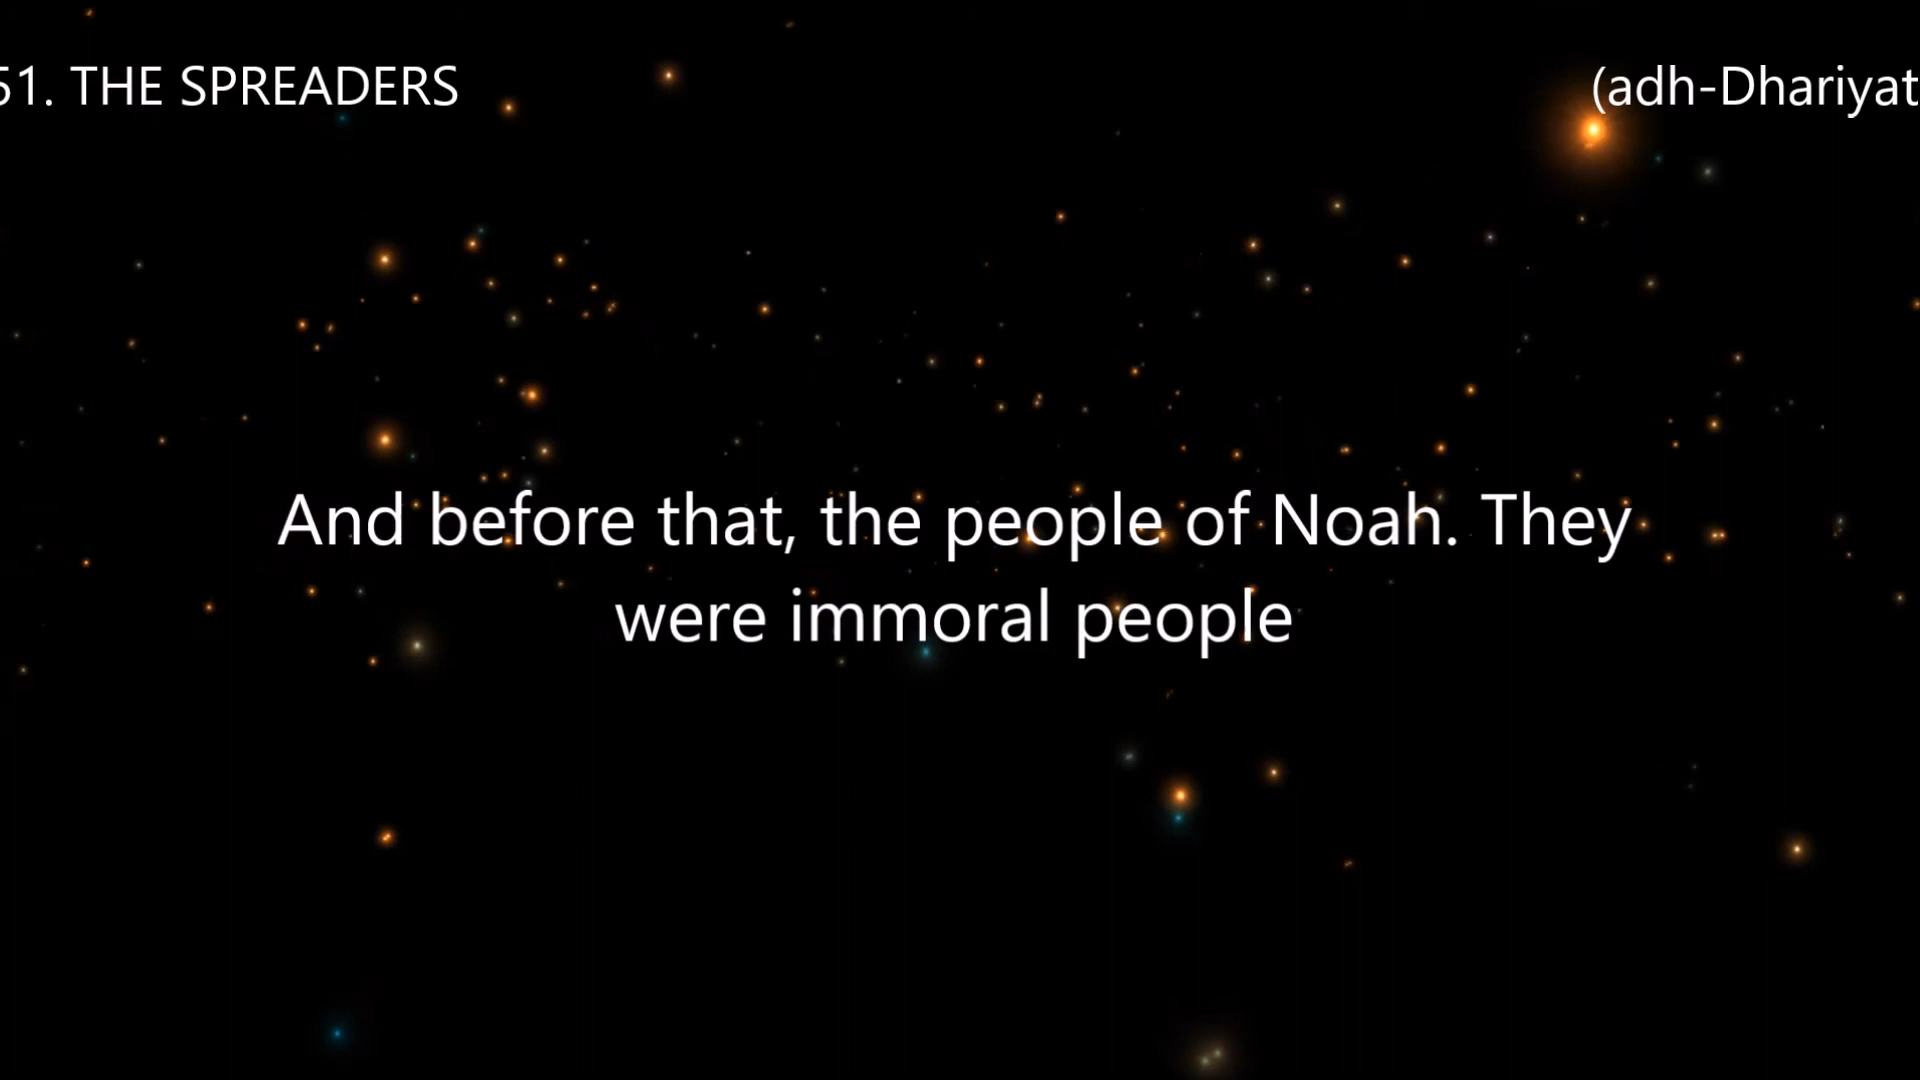 51. THE SPREADERS
(adh-Dhariyat
And before that, the people of Noah. They
were immoral people